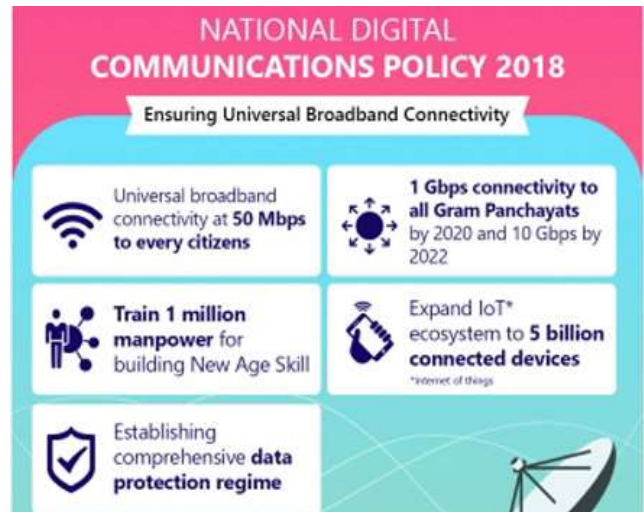 NATIONAL DIGITAL
COMMUNICATIONS POLICY 2018
Ensuring Universal Broadband Connectivity
Universal broadband
connectivity at 50 Mbps
to every citizens
1 Gbps connectivity to
all Gram Panchayats
by 2020 and 10 Gbps by
2022
Train 1 million
manpower for
building New Age Skill
Expand IoT*
ecosystem to 5 billion
connected devices
*Internet of things
Establishing
comprehensive data
protection regime